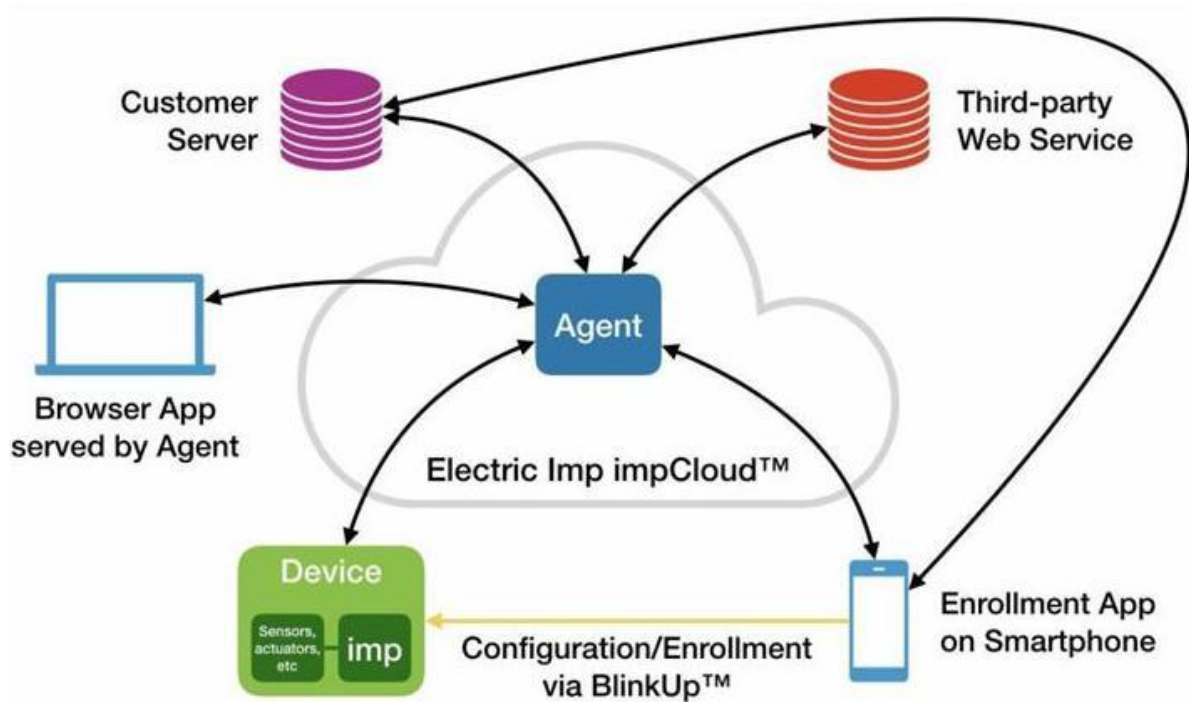 Customer
Server
Third-party
Web Service
Agent
Browser App
served by Agent
Electric Imp impCloud™
Device
Sensors,
actuators,
etc
imp
Configuration/Enrollment
via BlinkUp™
Enrollment App
on Smartphone